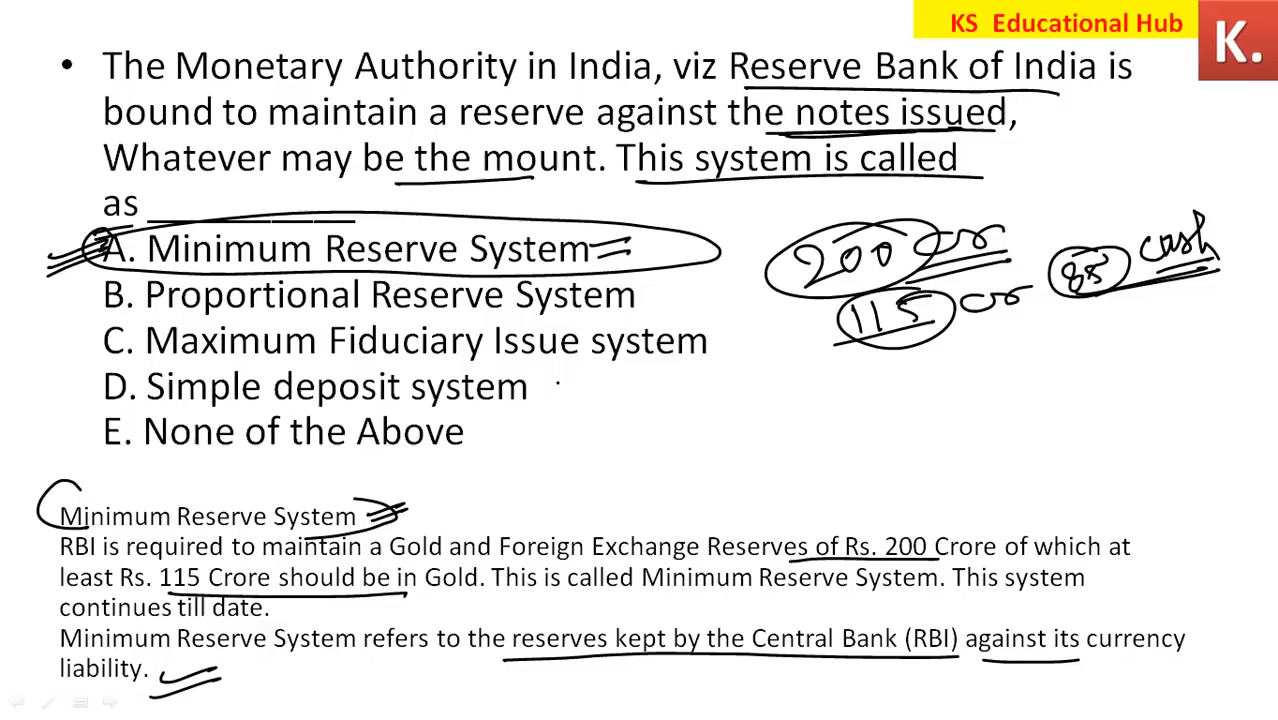 KS Educational Hub
K.
• The Monetary Authority in India, viz Reserve Bank of India is
bound to maintain a reserve against the notes issued,
Whatever may be the mount. This system is called
as ___________
A. Minimum Reserve System
200 cr
85 cash
B. Proportional Reserve System
115 cr
C. Maximum Fiduciary Issue system
D. Simple deposit system
E. None of the Above
Minimum Reserve System
RBI is required to maintain a Gold and Foreign Exchange Reserves of Rs. 200 Crore of which at
least Rs. 115 Crore should be in Gold. This is called Minimum Reserve System. This system
continues till date.
Minimum Reserve System refers to the reserves kept by the Central Bank (RBI) against its currency
liability.